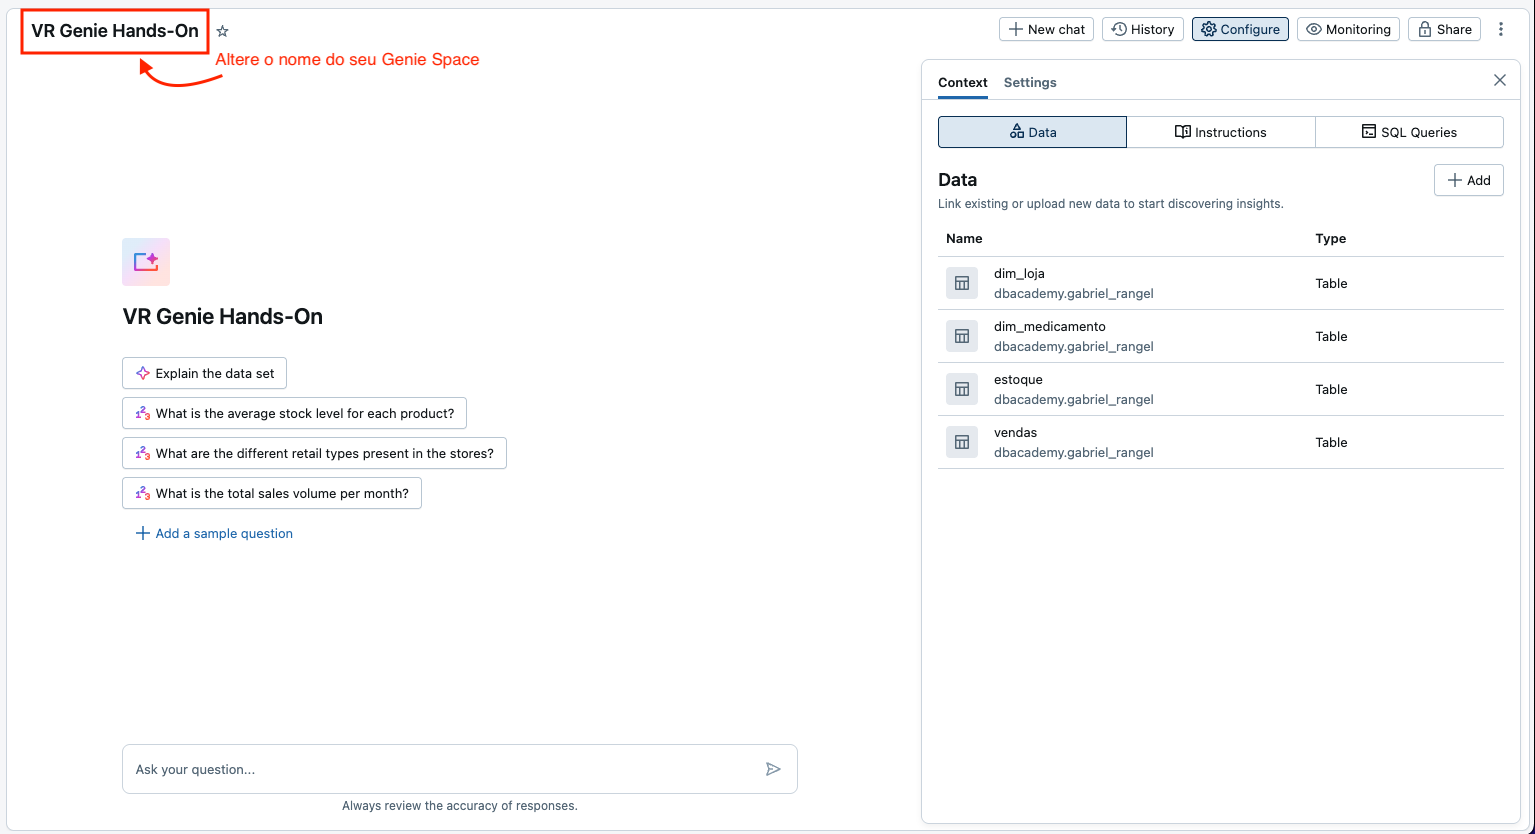 VR Genie Hands-On
Altere o nome do seu Genie Space
New chat
History
Configure
Monitoring
Share
Context
Settings
Data
Instructions
SQL Queries
Data
Add
Link existing or upload new data to start discovering insights.
Name Type
dim_loja
dbacademy.gabriel_rangel
Table
dim_medicamento
dbacademy.gabriel_rangel
Table
estoque
dbacademy.gabriel_rangel
Table
vendas
dbacademy.gabriel_rangel
Table
VR Genie Hands-On
Explain the data set
What is the average stock level for each product?
What are the different retail types present in the stores?
What is the total sales volume per month?
Add a sample question
Ask your question...
Always review the accuracy of responses.